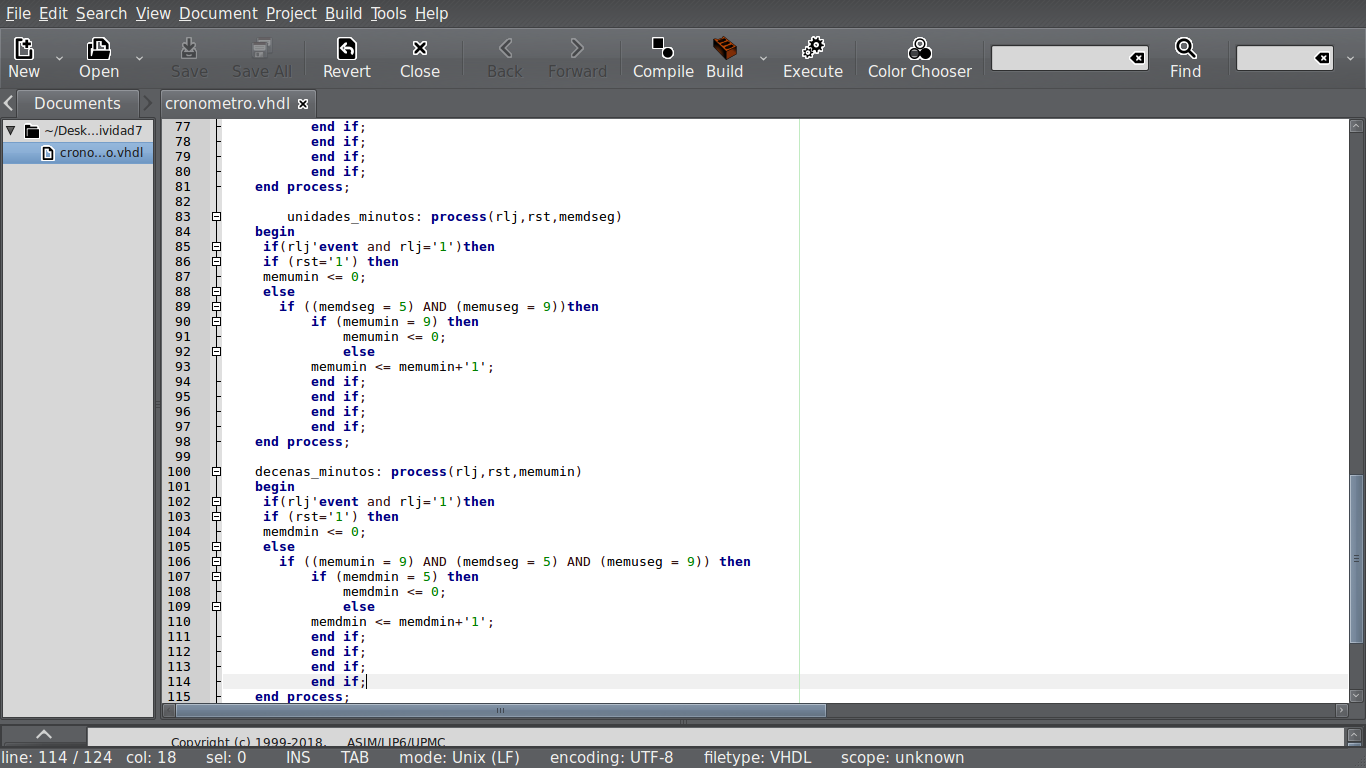 File Edit Search View Document Project Build Tools Help
New Open Save Save All Revert Close Back Forward Compile Build Execute Color Chooser Find
Documents
cronometro.vhdl
~/Desk...ividad7
crono...o.vhdl
77 end if;
78 end if;
79 end if;
80 end if;
81 end process;
82
83 unidades_minutos: process(rlj,rst,memdseg)
84 begin
85 if(rlj'event and rlj='1')then
86 if (rst='1') then
87 memumin <= 0;
88 else
89 if ((memdseg = 5) AND (memuseg = 9))then
90 if (memumin = 9) then
91 memumin <= 0;
92 else
93 memumin <= memumin+'1';
94 end if;
95 end if;
96 end if;
97 end if;
98 end process;
99
100 decenas_minutos: process(rlj,rst,memumin)
101 begin
102 if(rlj'event and rlj='1')then
103 if (rst='1') then
104 memdmin <= 0;
105 else
106 if ((memumin = 9) AND (memdseg = 5) AND (memuseg = 9)) then
107 if (memdmin = 5) then
108 memdmin <= 0;
109 else
110 memdmin <= memdmin+'1';
111 end if;
112 end if;
113 end if;
114 end if;
115 end process;
Copyright (c) 1999-2018, ASIM/LIP6/UPMC
line: 114 / 124 col: 18 sel: 0 INS TAB mode: Unix (LF) encoding: UTF-8 filetype: VHDL scope: unknown